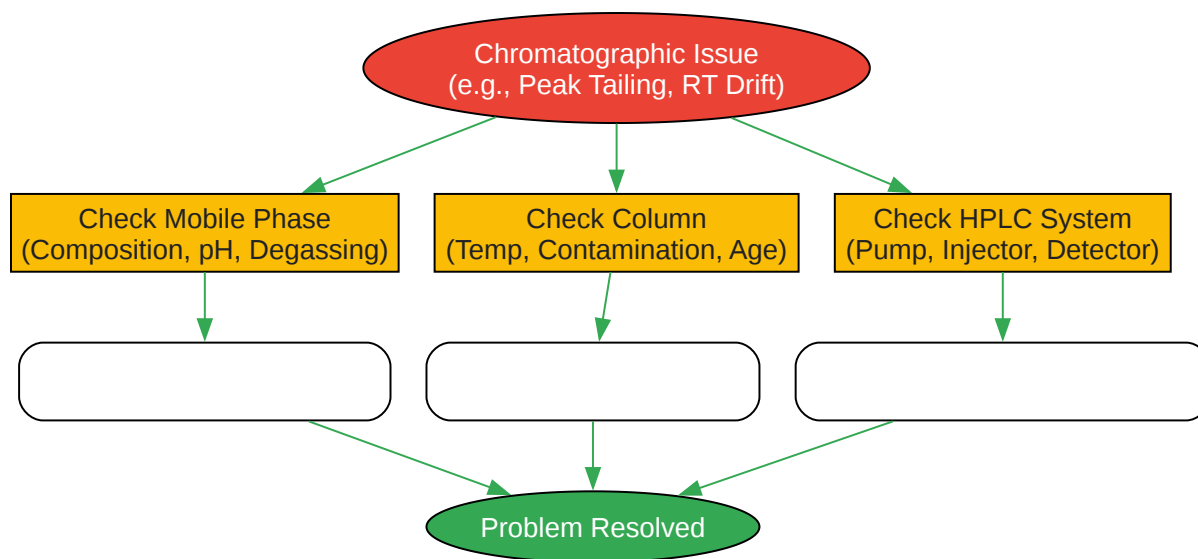 Chromatographic Issue
(e.g., Peak Tailing, RT Drift)
Check Mobile Phase
(Composition, pH, Degassing)
Check Column
(Temp, Contamination, Age)
Check HPLC System
(Pump, Injector, Detector)
Problem Resolved